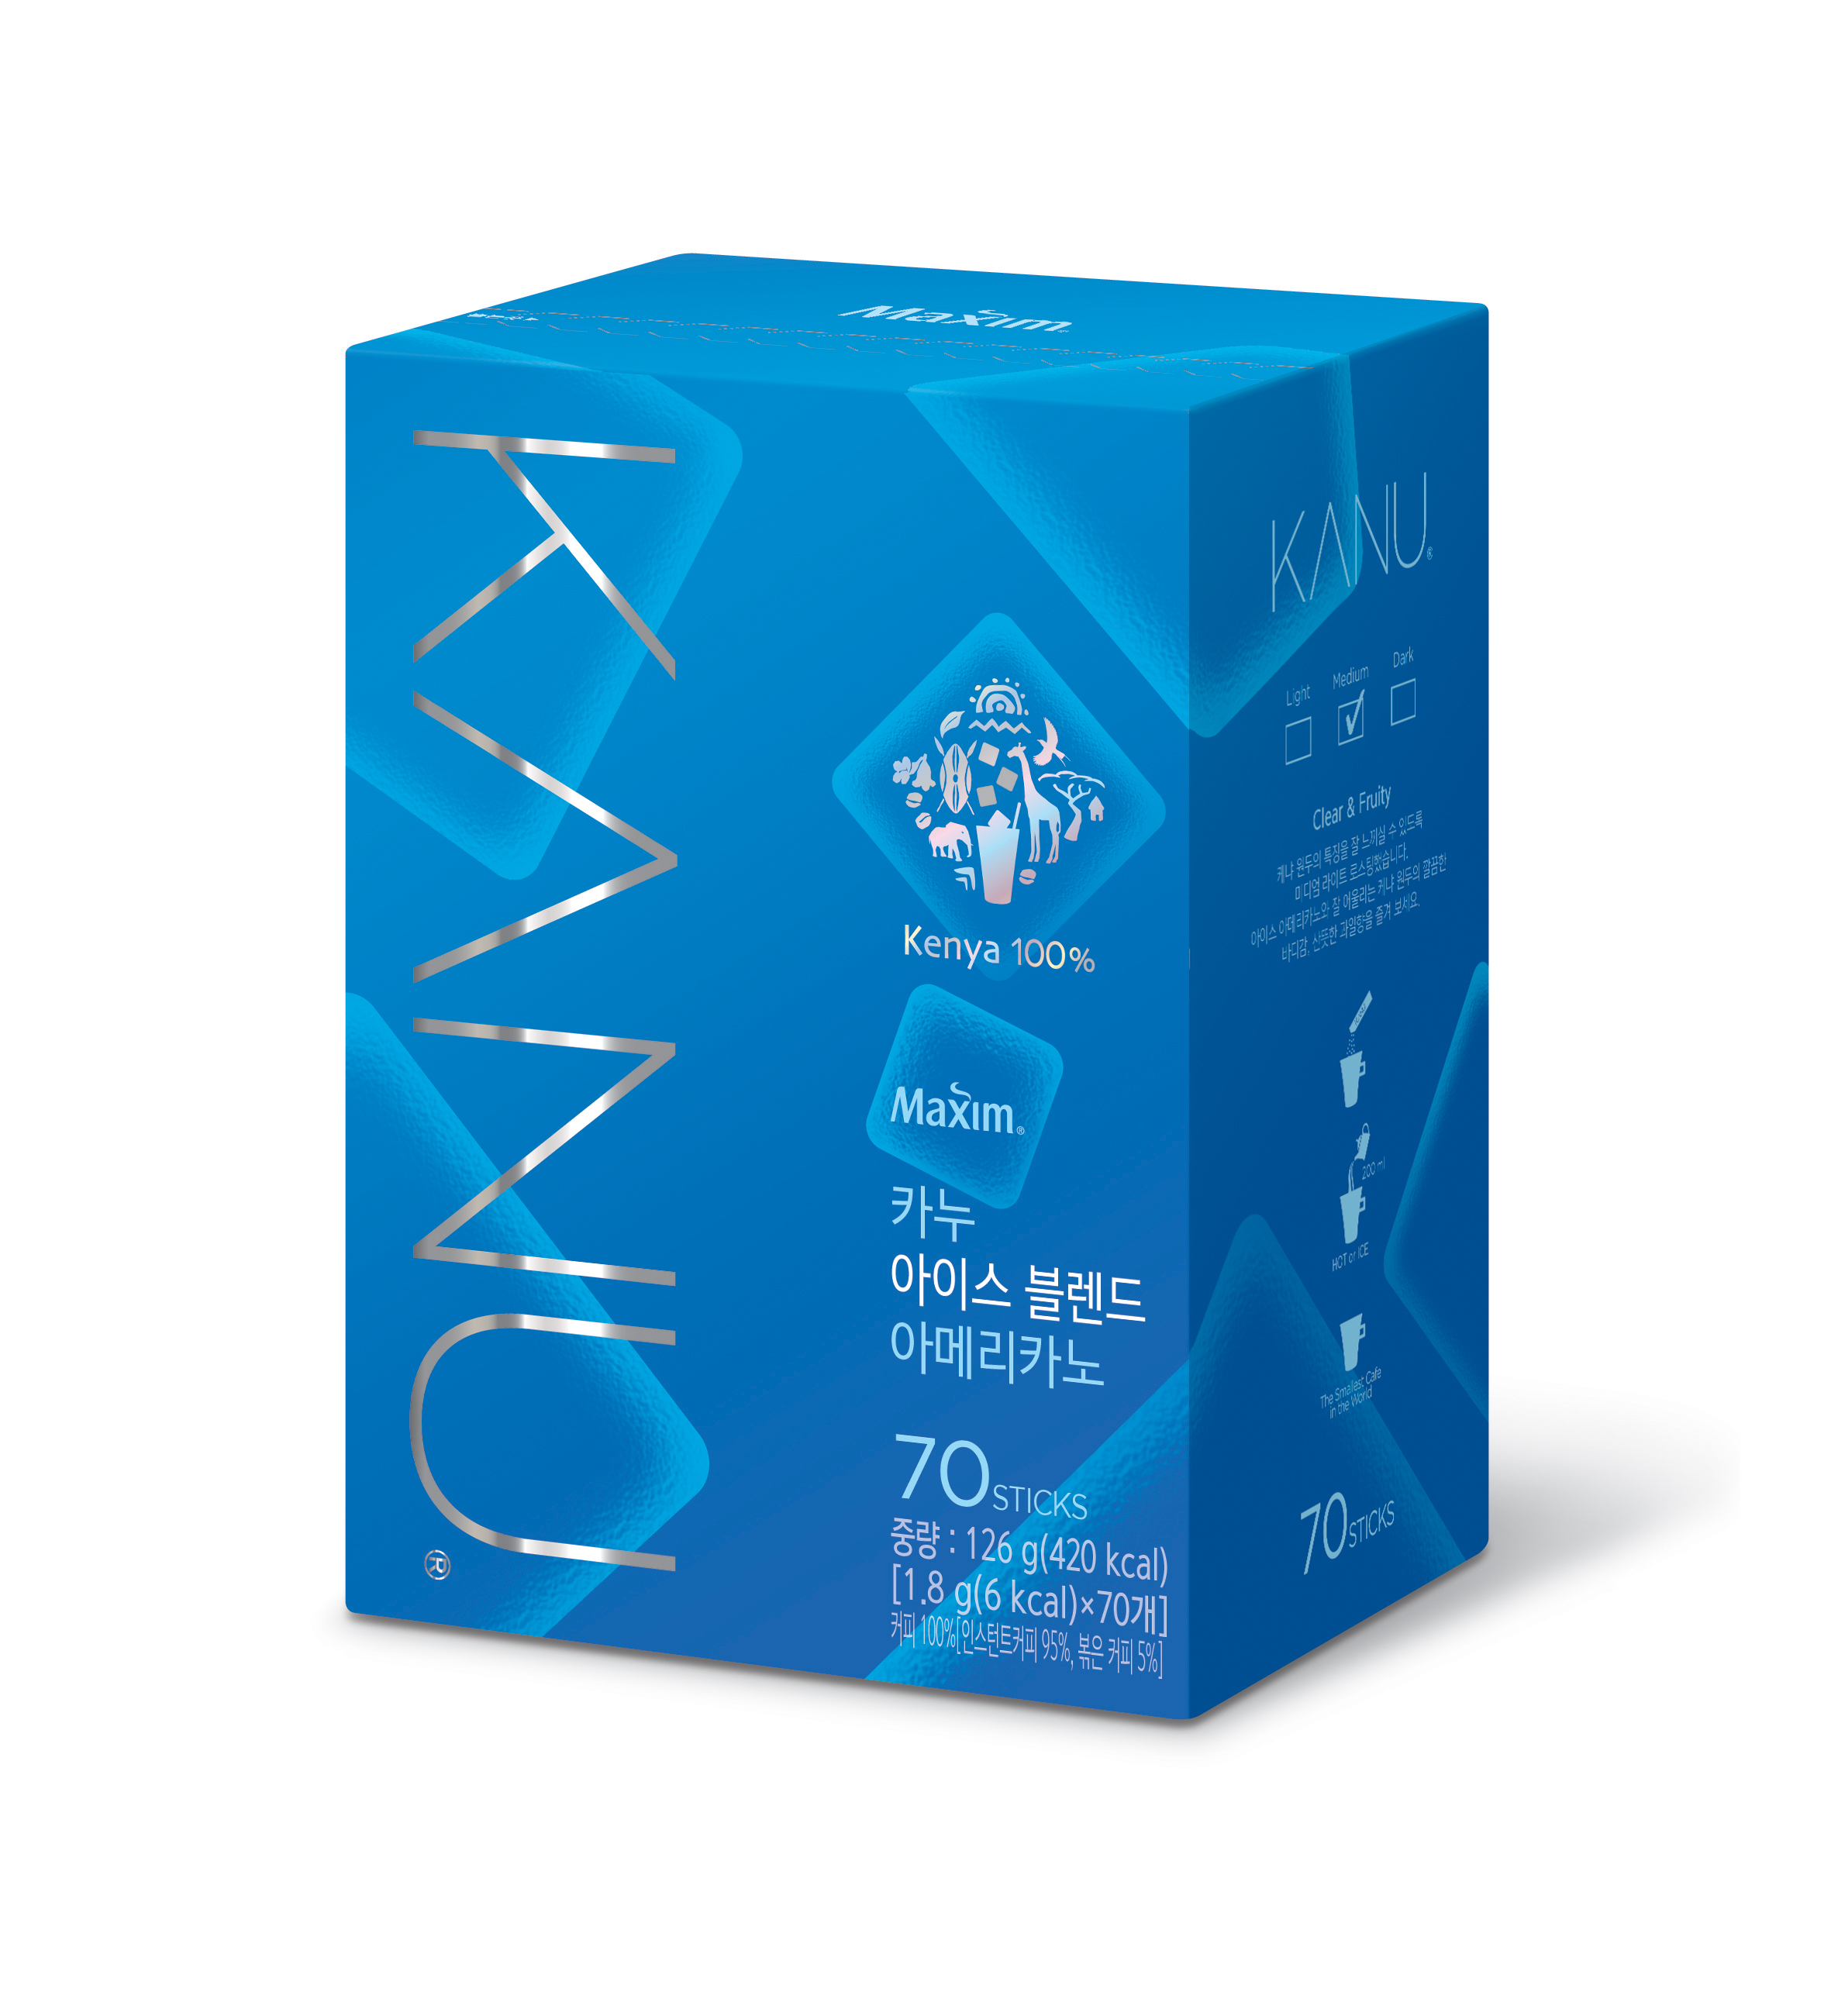 Maxim
KANU®
Kenya 100%
Maxim®
카누
아이스 블렌드
아메리카노
70 STICKS
중량 : 126 g(420 kcal)
[1.8 g(6 kcal)×70개]
커피 100%[인스턴트커피 95%, 볶은 커피 5%]
KANU®
Light Medium Dark
Clear & Fruity
케냐 원두의 특징을 잘 느끼실 수 있도록
미디엄 라이트 로스팅했습니다.
아이스 아메리카노와 잘 어울리는 케냐 원두의 깔끔한
바디감, 산뜻한 과일향을 즐겨 보세요.
200 ml
HOT or ICE
The Smallest Cafe
in the World
70 STICKS